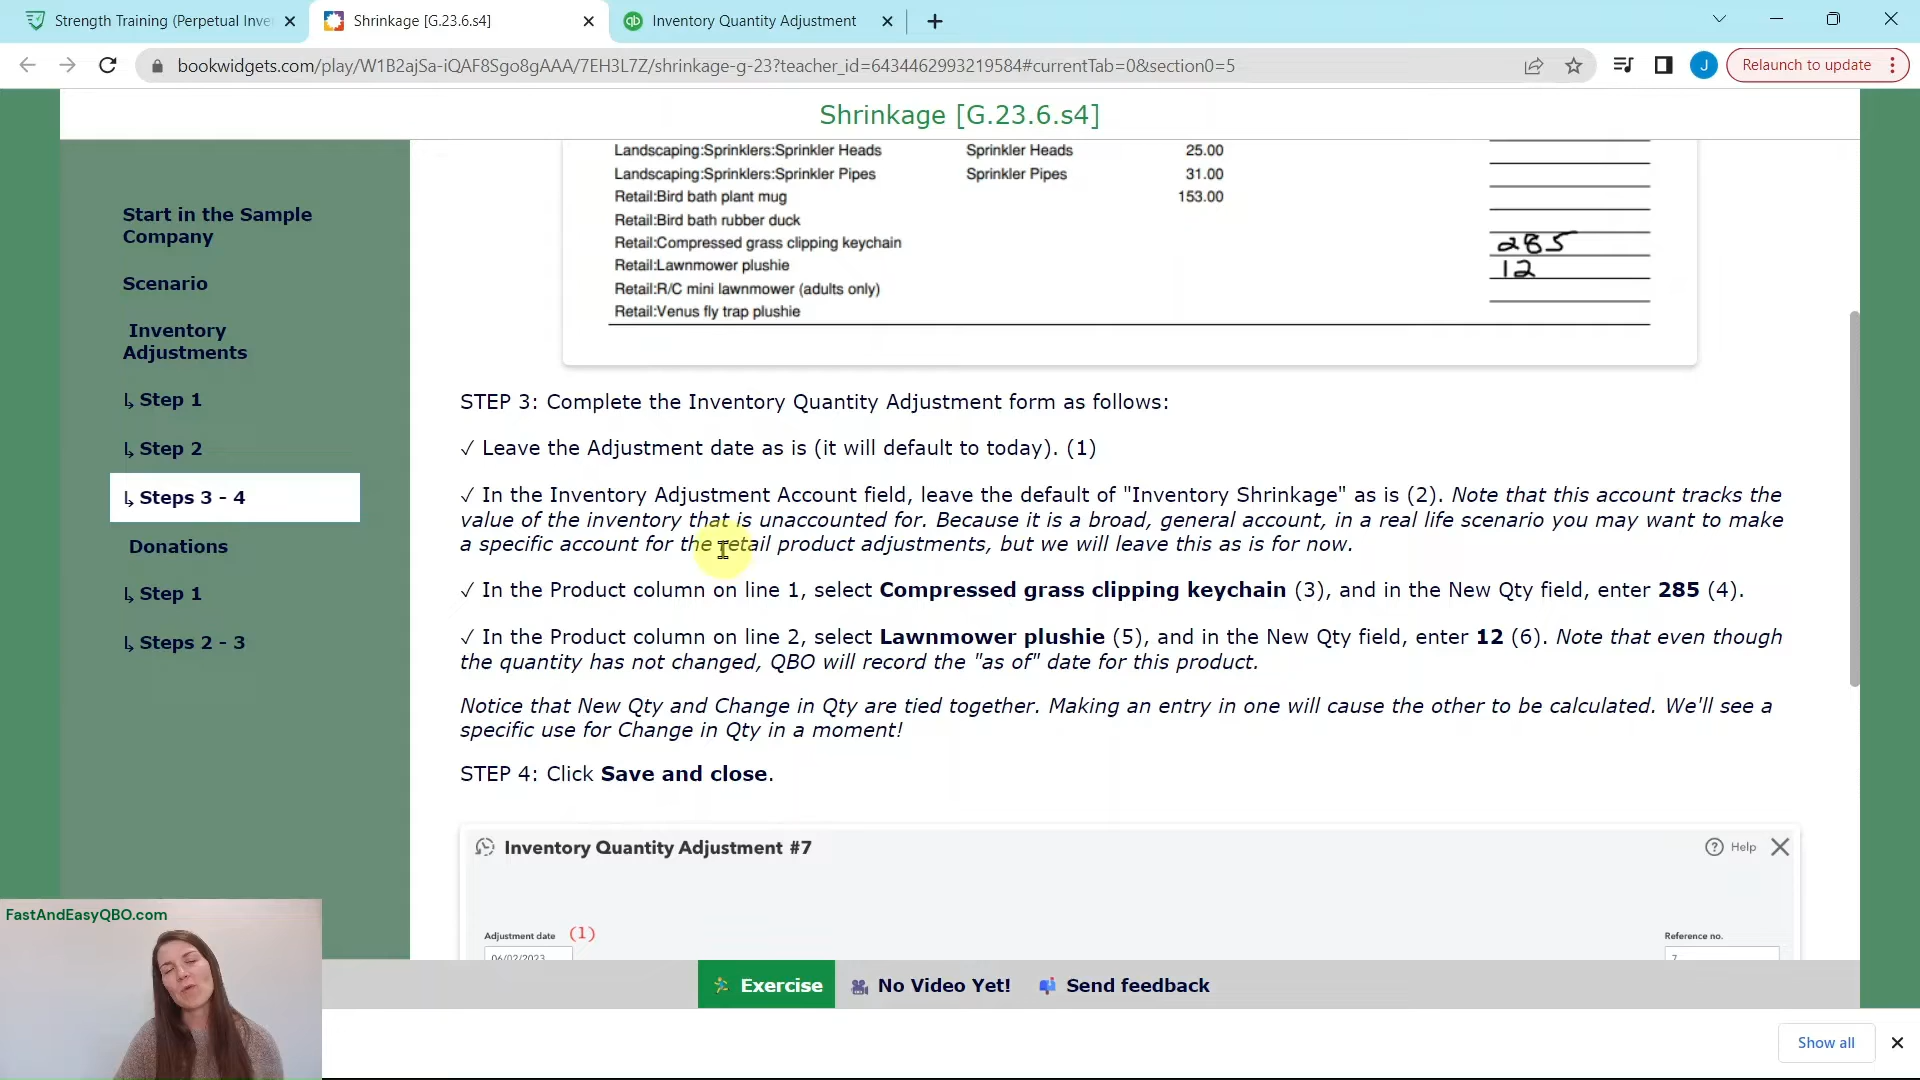 Strength Training (Perpetual Inve
Shrinkage [G.23.6.s4]
Inventory Quantity Adjustment
bookwidgets.com/play/W1B2ajSa-iQAF8Sgo8gAAA/7EH3L7Z/shrinkage-g-23?teacher_id=6434462993219584#currentTab=0&section0=5
J
Relaunch to update
Shrinkage [G.23.6.s4]
Start in the Sample
Company
Scenario
Inventory
Adjustments
↳ Step 1
↳ Step 2
↳ Steps 3 - 4
Donations
↳ Step 1
↳ Steps 2 - 3
Landscaping:Sprinklers:Sprinkler Heads Sprinkler Heads 25.00
Landscaping:Sprinklers:Sprinkler Pipes Sprinkler Pipes 31.00
Retail:Bird bath plant mug 153.00
Retail:Bird bath rubber duck
Retail:Compressed grass clipping keychain 285
Retail:Lawnmower plushie 12
Retail:R/C mini lawnmower (adults only)
Retail:Venus fly trap plushie
STEP 3: Complete the Inventory Quantity Adjustment form as follows:
✓ Leave the Adjustment date as is (it will default to today). (1)
✓ In the Inventory Adjustment Account field, leave the default of "Inventory Shrinkage" as is (2). Note that this account tracks the
value of the inventory that is unaccounted for. Because it is a broad, general account, in a real life scenario you may want to make
a specific account for the retail product adjustments, but we will leave this as is for now.
✓ In the Product column on line 1, select Compressed grass clipping keychain (3), and in the New Qty field, enter 285 (4).
✓ In the Product column on line 2, select Lawnmower plushie (5), and in the New Qty field, enter 12 (6). Note that even though
the quantity has not changed, QBO will record the "as of" date for this product.
Notice that New Qty and Change in Qty are tied together. Making an entry in one will cause the other to be calculated. We'll see a
specific use for Change in Qty in a moment!
STEP 4: Click Save and close.
Inventory Quantity Adjustment #7
Help
Adjustment date (1)
Reference no.
06/02/2023
7
FastAndEasyQBO.com
Exercise
No Video Yet!
Send feedback
Show all